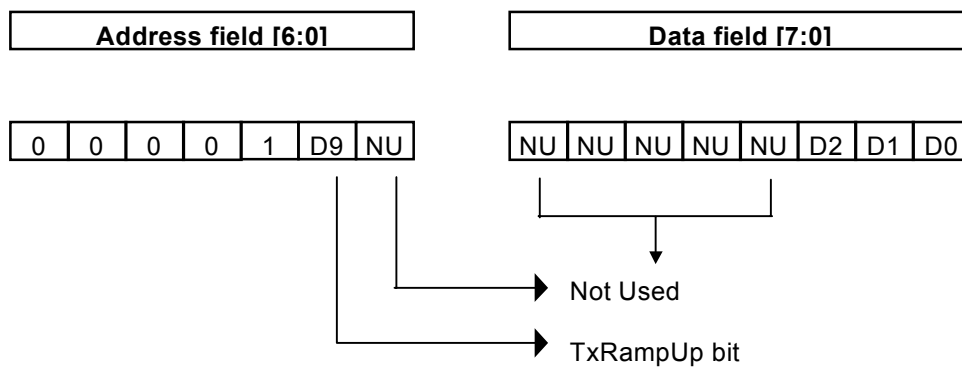 Address field [6:0] Data field [7:0]
0 0 0 0 1 D9 NU NU NU NU NU NU D2 D1 D0
Not Used
TxRampUp bit